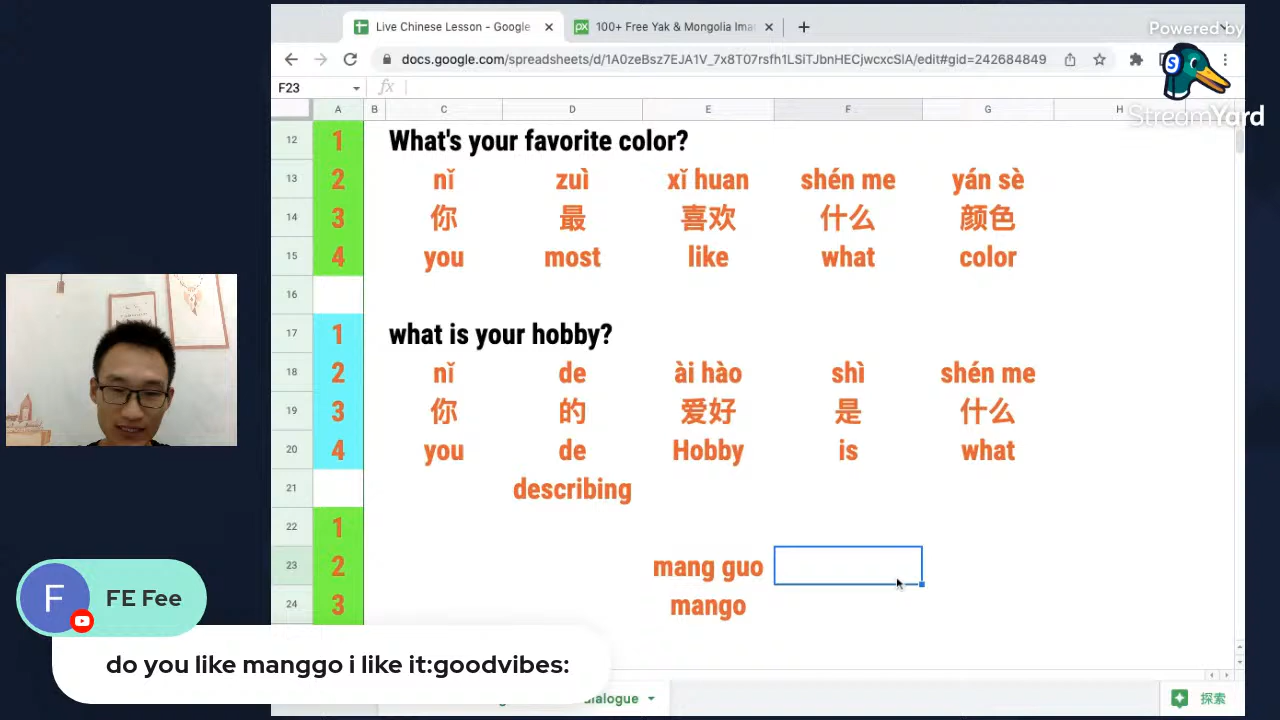 Live Chinese Lesson - Google
100+ Free Yak & Mongolia Ima
Powered by
docs.google.com/spreadsheets/d/1A0zeBsz7EJA1V_7x8T07rsfh1LSiTJbnHECjwcxcSlA/edit#gid=242684849
StreamYard
F23
fx
A B C D E F G H
12 1 What's your favorite color?
13 2 nǐ zuì xǐ huan shén me yán sè
14 3 你 最 喜欢 什么 颜色
15 4 you most like what color
16
17 1 what is your hobby?
18 2 nǐ de ài hào shì shén me
19 3 你 的 爱好 是 什么
20 4 you de Hobby is what
21 describing
22 1
23 2 mang guo
24 3 mango
F FE Fee
do you like manggo i like it:goodvibes:
dialogue
探索